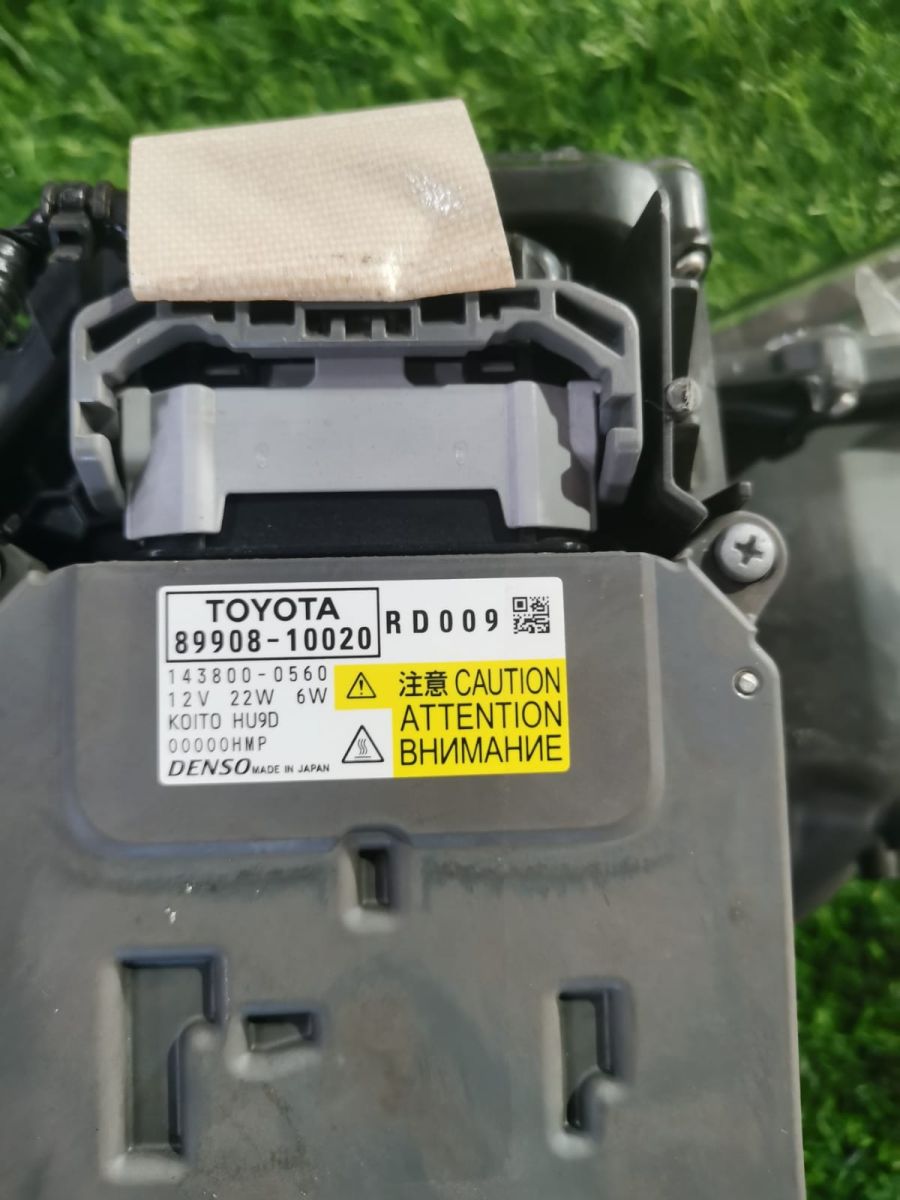 TOYOTA
89908-10020
RD009
143800-0560
12V 22W 6W
KOITO HU9D
00000HMP
DENSO MADE IN JAPAN
注意 CAUTION
ATTENTION
ВНИМАНИЕ